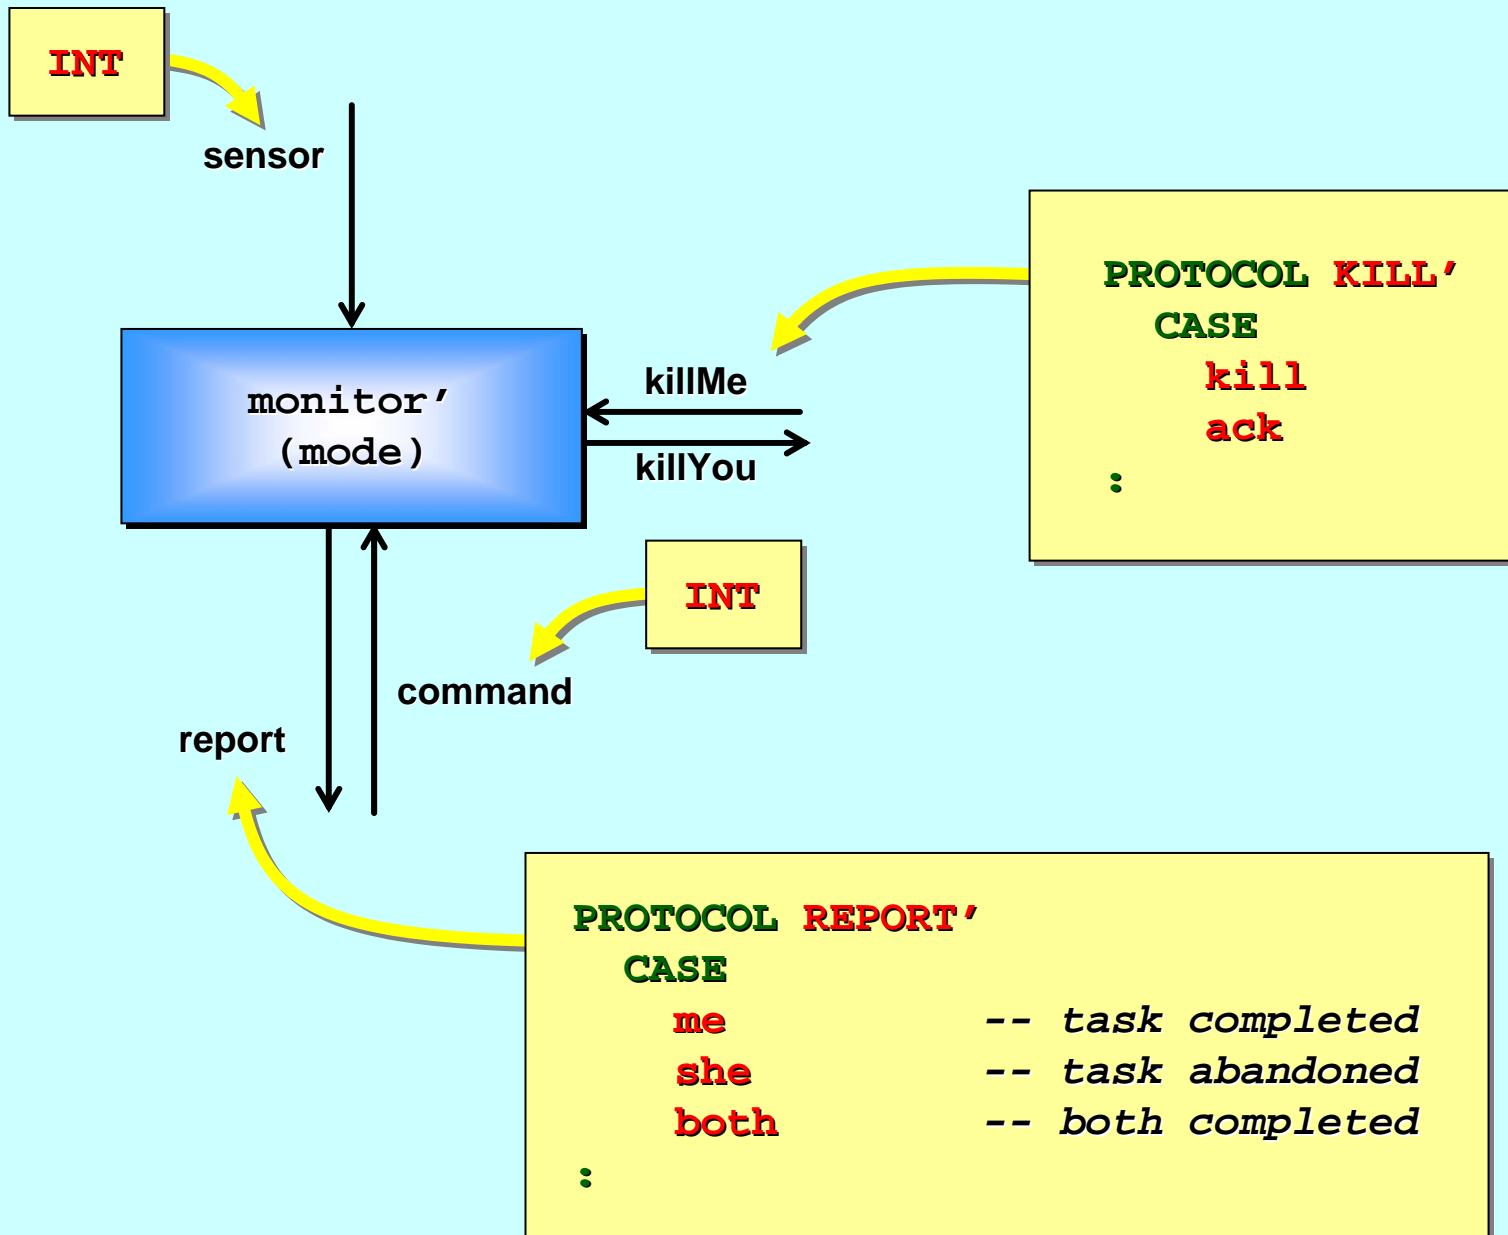 INT
sensor
PROTOCOL KILL’
CASE
kill
ack
:
monitor’
(mode)
killMe
killYou
INT
command
report
PROTOCOL REPORT’
CASE
me -- task completed
she -- task abandoned
both -- both completed
: